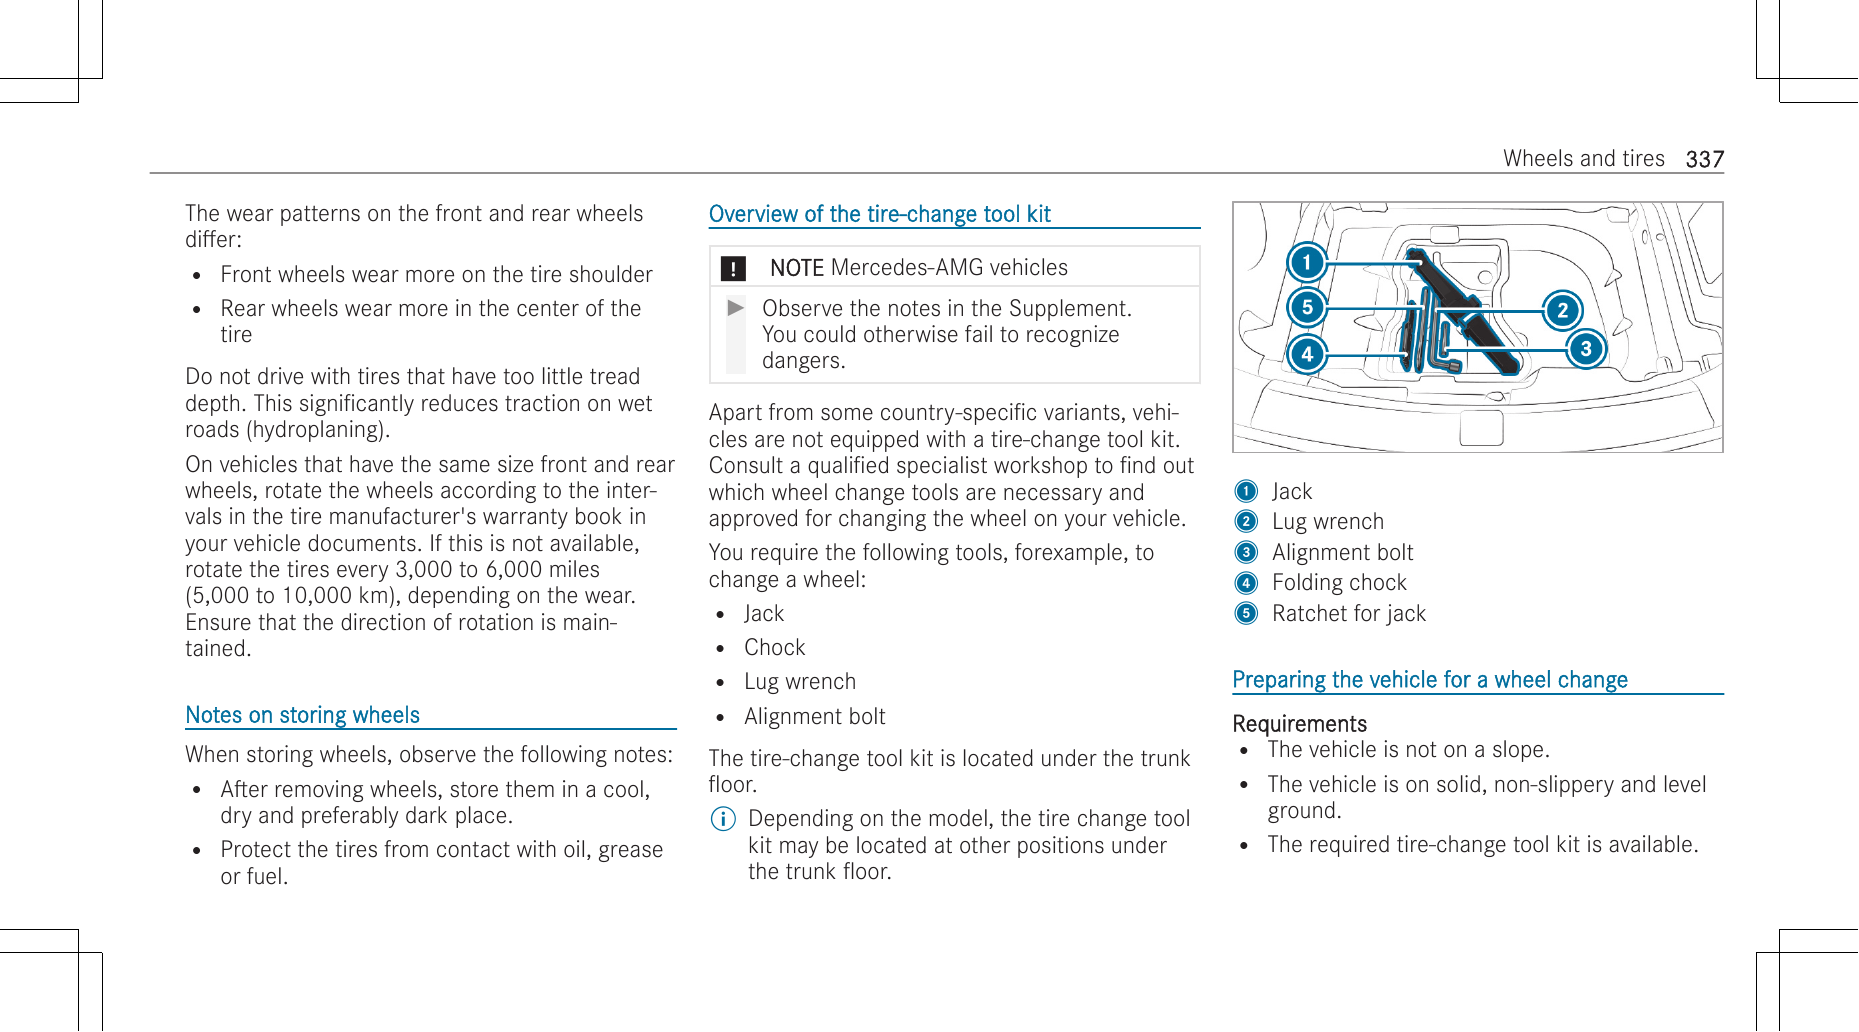 Wheels and tires 337
The wear patterns on the front and rear wheels
differ:
• Front wheels wear more on the tire shoulder
• Rear wheels wear more in the center of the
tire
Do not drive with tires that have too little tread
depth. This significantly reduces traction on wet
roads (hydroplaning).
On vehicles that have the same size front and rear
wheels, rotate the wheels according to the inter-
vals in the tire manufacturer's warranty book in
your vehicle documents. If this is not available,
rotate the tires every 3,000 to 6,000 miles
(5,000 to 10,000 km), depending on the wear.
Ensure that the direction of rotation is main-
tained.
Notes on storing wheels
When storing wheels, observe the following notes:
• After removing wheels, store them in a cool,
dry and preferably dark place.
• Protect the tires from contact with oil, grease
or fuel.
Overview of the tire-change tool kit
! NOTE Mercedes-AMG vehicles
▶ Observe the notes in the Supplement.
You could otherwise fail to recognize
dangers.
Apart from some country-specific variants, vehi-
cles are not equipped with a tire-change tool kit.
Consult a qualified specialist workshop to find out
which wheel change tools are necessary and
approved for changing the wheel on your vehicle.
You require the following tools, forexample, to
change a wheel:
• Jack
• Chock
• Lug wrench
• Alignment bolt
The tire-change tool kit is located under the trunk
floor.
i Depending on the model, the tire change tool
kit may be located at other positions under
the trunk floor.
1
5
2
4
3
1 Jack
2 Lug wrench
3 Alignment bolt
4 Folding chock
5 Ratchet for jack
Preparing the vehicle for a wheel change
Requirements
• The vehicle is not on a slope.
• The vehicle is on solid, non-slippery and level
ground.
• The required tire-change tool kit is available.